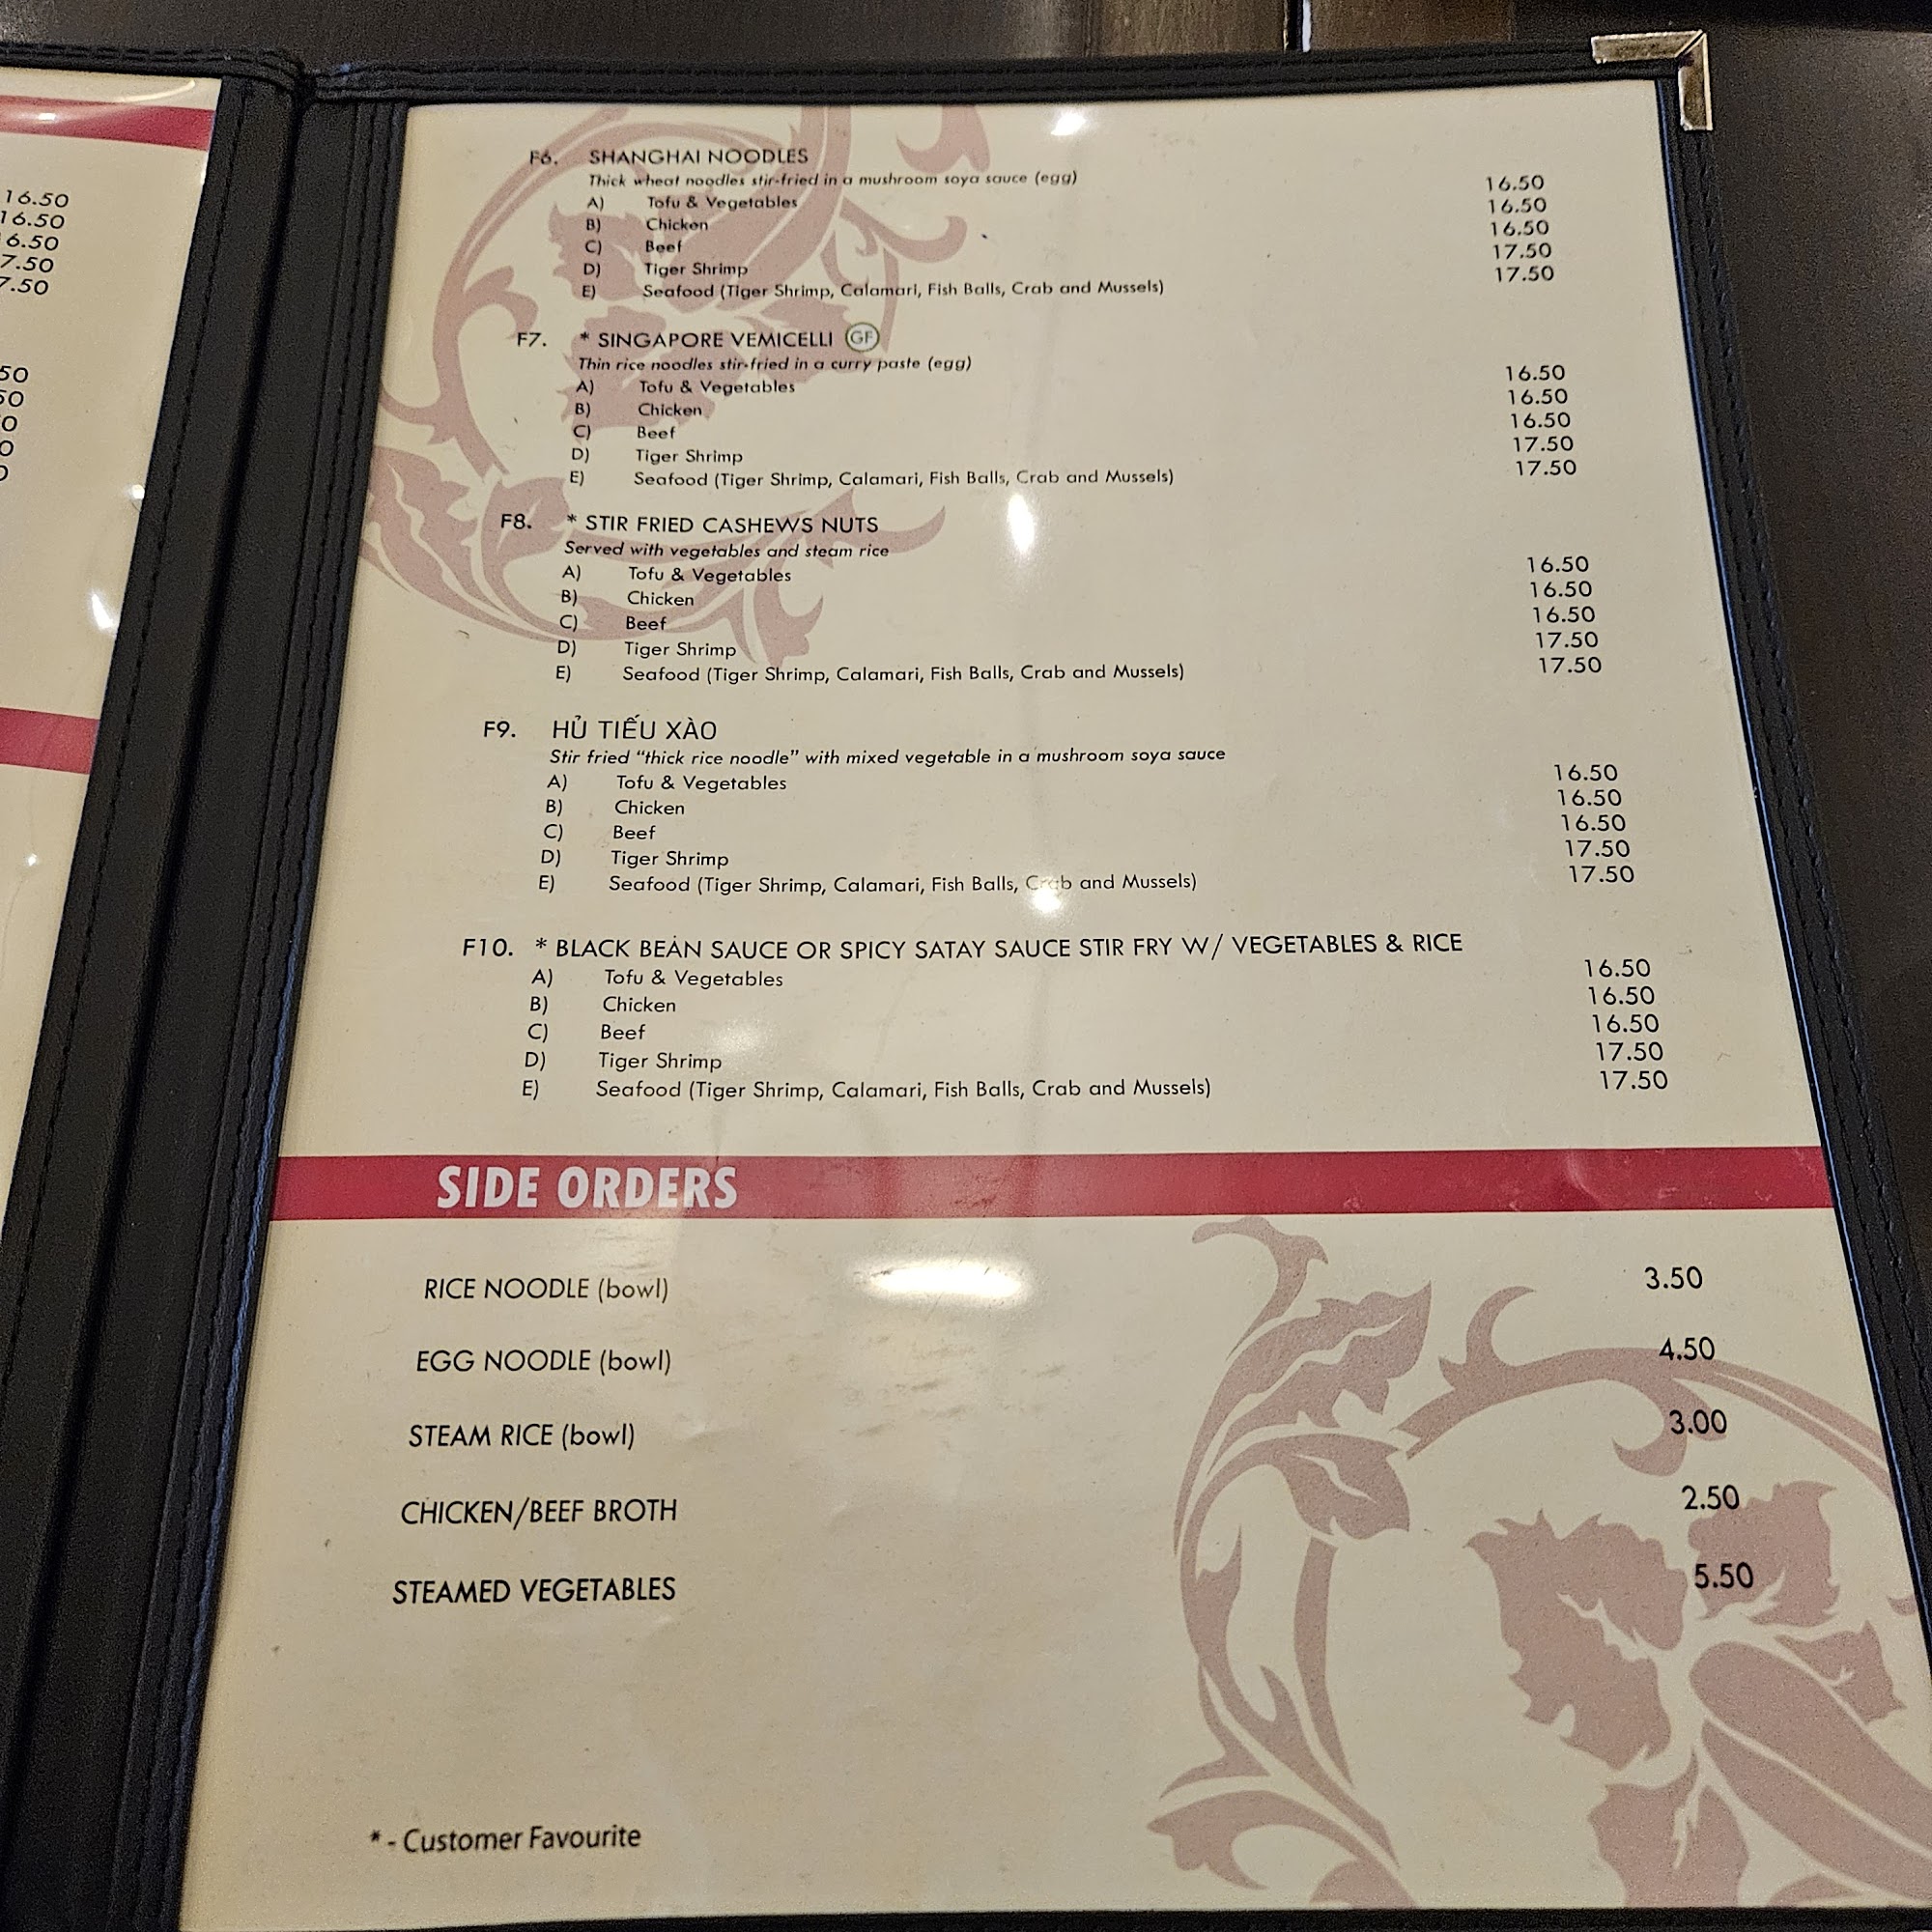 16.50
16.50
6.50
7.50
7.50
50
50
0
0
F6. SHANGHAI NOODLES
Thick wheat noodles stir-fried in a mushroom soya sauce (egg)
A) Tofu & Vegetables 16.50
B) Chicken 16.50
C) Beef 16.50
D) Tiger Shrimp 17.50
E) Seafood (Tiger Shrimp, Calamari, Fish Balls, Crab and Mussels) 17.50
F7. * SINGAPORE VEMICELLI GF
Thin rice noodles stir-fried in a curry paste (egg)
A) Tofu & Vegetables 16.50
B) Chicken 16.50
C) Beef 16.50
D) Tiger Shrimp 17.50
E) Seafood (Tiger Shrimp, Calamari, Fish Balls, Crab and Mussels) 17.50
F8. * STIR FRIED CASHEWS NUTS
Served with vegetables and steam rice
A) Tofu & Vegetables 16.50
B) Chicken 16.50
C) Beef 16.50
D) Tiger Shrimp 17.50
E) Seafood (Tiger Shrimp, Calamari, Fish Balls, Crab and Mussels) 17.50
F9. HỦ TIẾU XÀO
Stir fried “thick rice noodle” with mixed vegetable in a mushroom soya sauce
A) Tofu & Vegetables 16.50
B) Chicken 16.50
C) Beef 16.50
D) Tiger Shrimp 17.50
E) Seafood (Tiger Shrimp, Calamari, Fish Balls, Crab and Mussels) 17.50
F10. * BLACK BEAN SAUCE OR SPICY SATAY SAUCE STIR FRY W/ VEGETABLES & RICE
A) Tofu & Vegetables 16.50
B) Chicken 16.50
C) Beef 16.50
D) Tiger Shrimp 17.50
E) Seafood (Tiger Shrimp, Calamari, Fish Balls, Crab and Mussels) 17.50
SIDE ORDERS
RICE NOODLE (bowl) 3.50
EGG NOODLE (bowl) 4.50
STEAM RICE (bowl) 3.00
CHICKEN/BEEF BROTH 2.50
STEAMED VEGETABLES 5.50
* - Customer Favourite